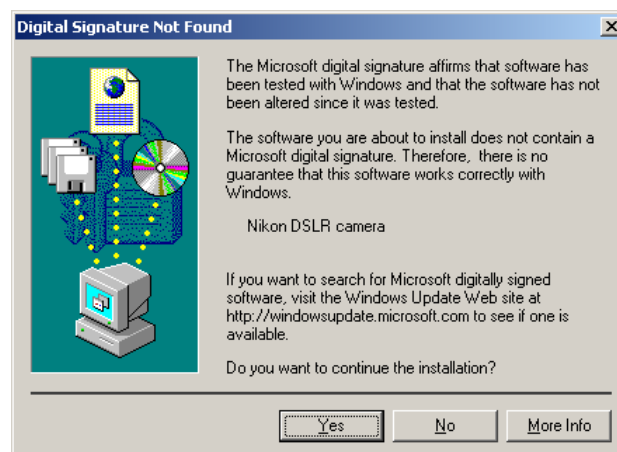 Digital Signature Not Found
The Microsoft digital signature affirms that software has
been tested with Windows and that the software has not
been altered since it was tested.
The software you are about to install does not contain a
Microsoft digital signature. Therefore,  there is no
guarantee that this software works correctly with
Windows.
Nikon DSLR camera
If you want to search for Microsoft digitally signed
software, visit the Windows Update Web site at
http://windowsupdate.microsoft.com to see if one is
available.
Do you want to continue the installation?
Yes No More Info